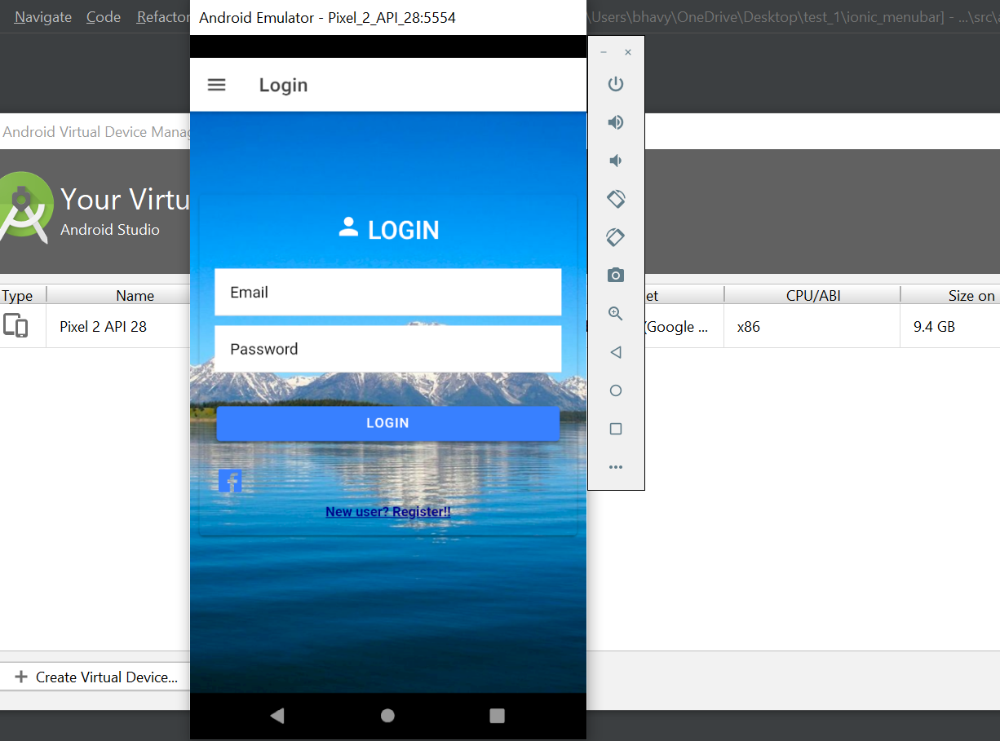 Navigate Code Refactor
Android Emulator - Pixel_2_API_28:5554
\Users\bhavy\OneDrive\Desktop\test_1\ionic_menubar] - ...\src\
Login
Android Virtual Device Manag
Your Virtu
Android Studio
LOGIN
Email
Password
LOGIN
New user? Register!!
Type Name CPU/ABI Size on
Pixel 2 API 28 (Google ... x86 9.4 GB
Create Virtual Device...